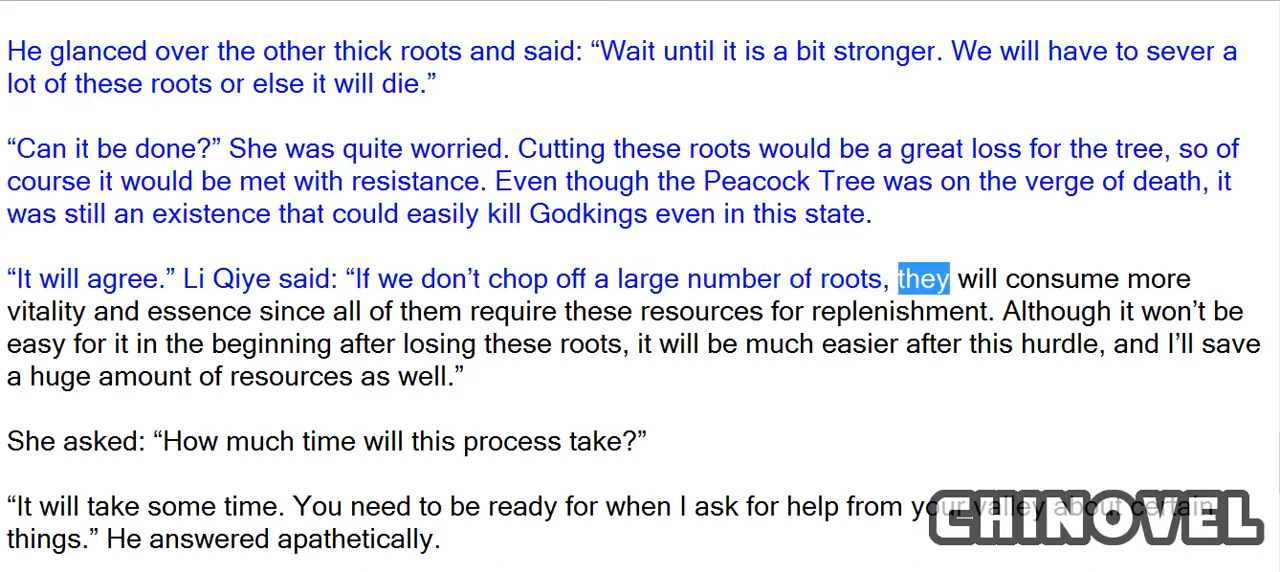 He glanced over the other thick roots and said: “Wait until it is a bit stronger. We will have to sever a
lot of these roots or else it will die.”
“Can it be done?” She was quite worried. Cutting these roots would be a great loss for the tree, so of
course it would be met with resistance. Even though the Peacock Tree was on the verge of death, it
was still an existence that could easily kill Godkings even in this state.
“It will agree.” Li Qiye said: “If we don’t chop off a large number of roots, they will consume more
vitality and essence since all of them require these resources for replenishment. Although it won’t be
easy for it in the beginning after losing these roots, it will be much easier after this hurdle, and I’ll save
a huge amount of resources as well.”
She asked: “How much time will this process take?”
“It will take some time. You need to be ready for when I ask for help from your valley about certain
things.” He answered apathetically.
CHINOVEL